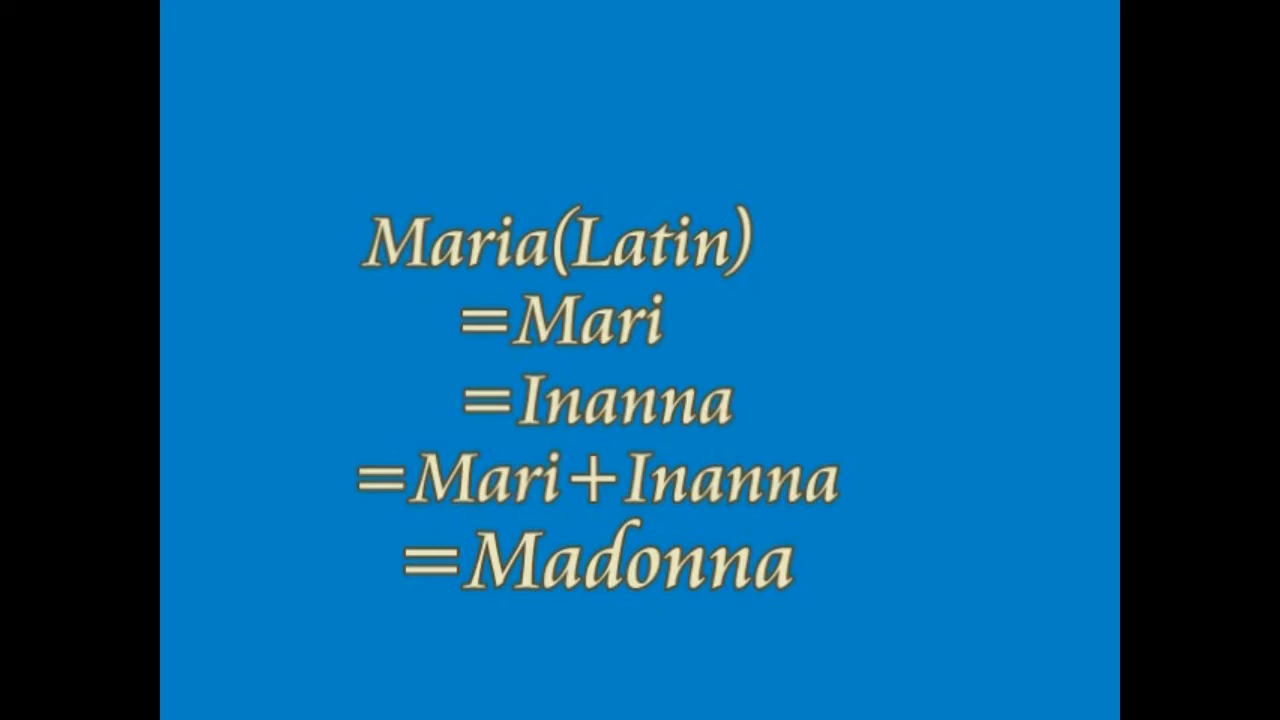 Maria(Latin)
=Mari
=Inanna
=Mari+Inanna
=Madonna